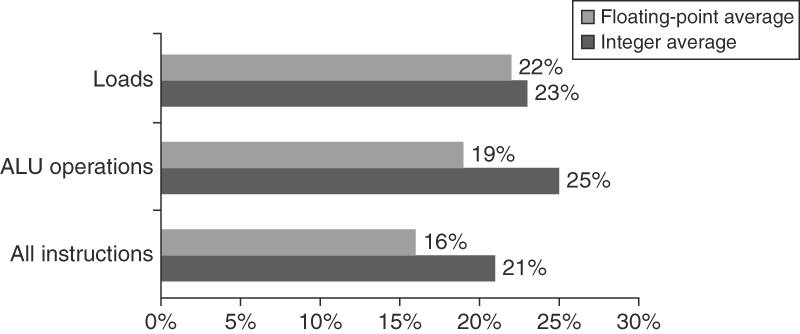 Floating-point average
Integer average
Loads
22%
23%
ALU operations
19%
25%
All instructions
16%
21%
0% 5% 10% 15% 20% 25% 30%